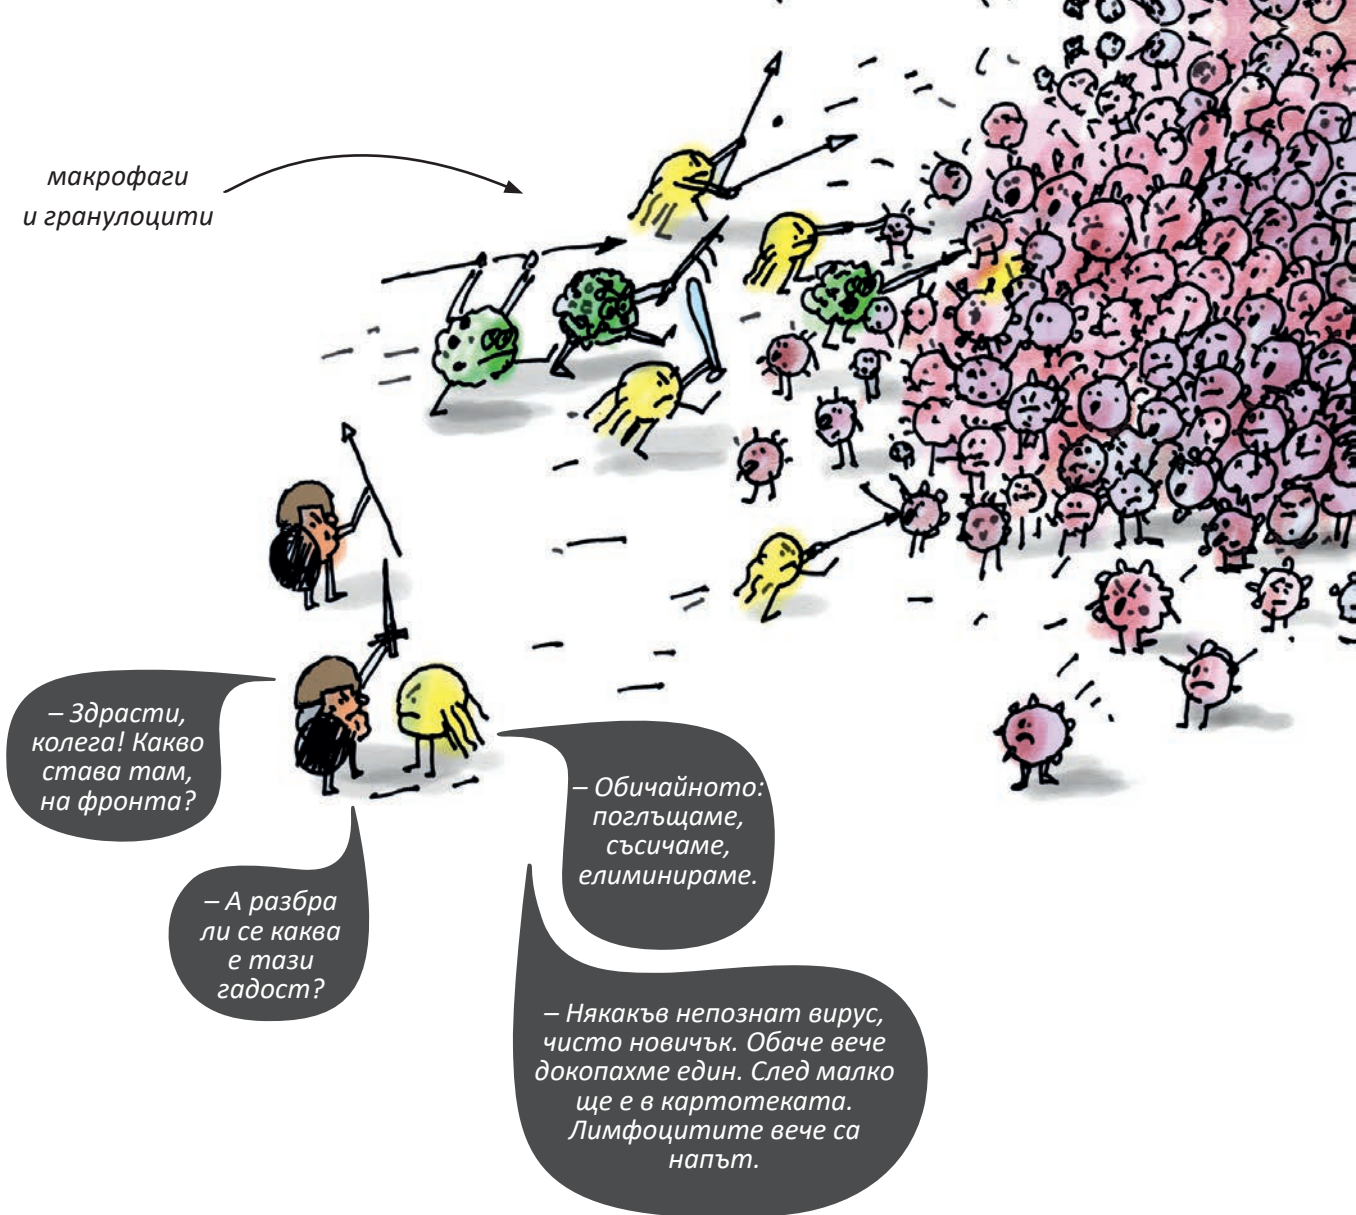 макрофаги
и гранулоцити
– Здрасти,
колега! Какво
става там,
на фронта?
– Обичайното:
поглъщаме,
съсичаме,
елиминираме.
– А разбра
ли се каква
е тази
гадост?
– Някакъв непознат вирус,
чисто новичък. Обаче вече
докопахме един. След малко
ще е в картотеката.
Лимфоцитите вече са
напът.